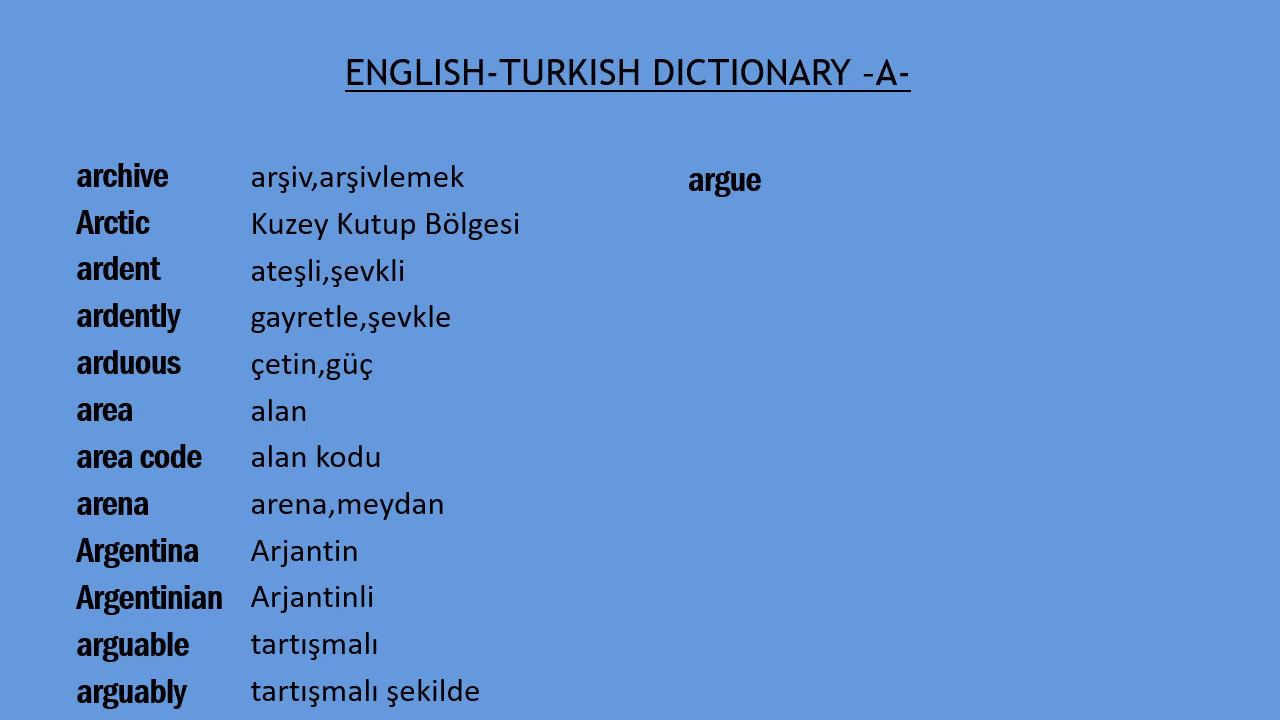 ENGLISH-TURKISH DICTIONARY –A-
archive arşiv,arşivlemek
Arctic Kuzey Kutup Bölgesi
ardent ateşli,şevkli
ardently gayretle,şevkle
arduous çetin,güç
area alan
area code alan kodu
arena arena,meydan
Argentina Arjantin
Argentinian Arjantinli
arguable tartışmalı
arguably tartışmalı şekilde
argue